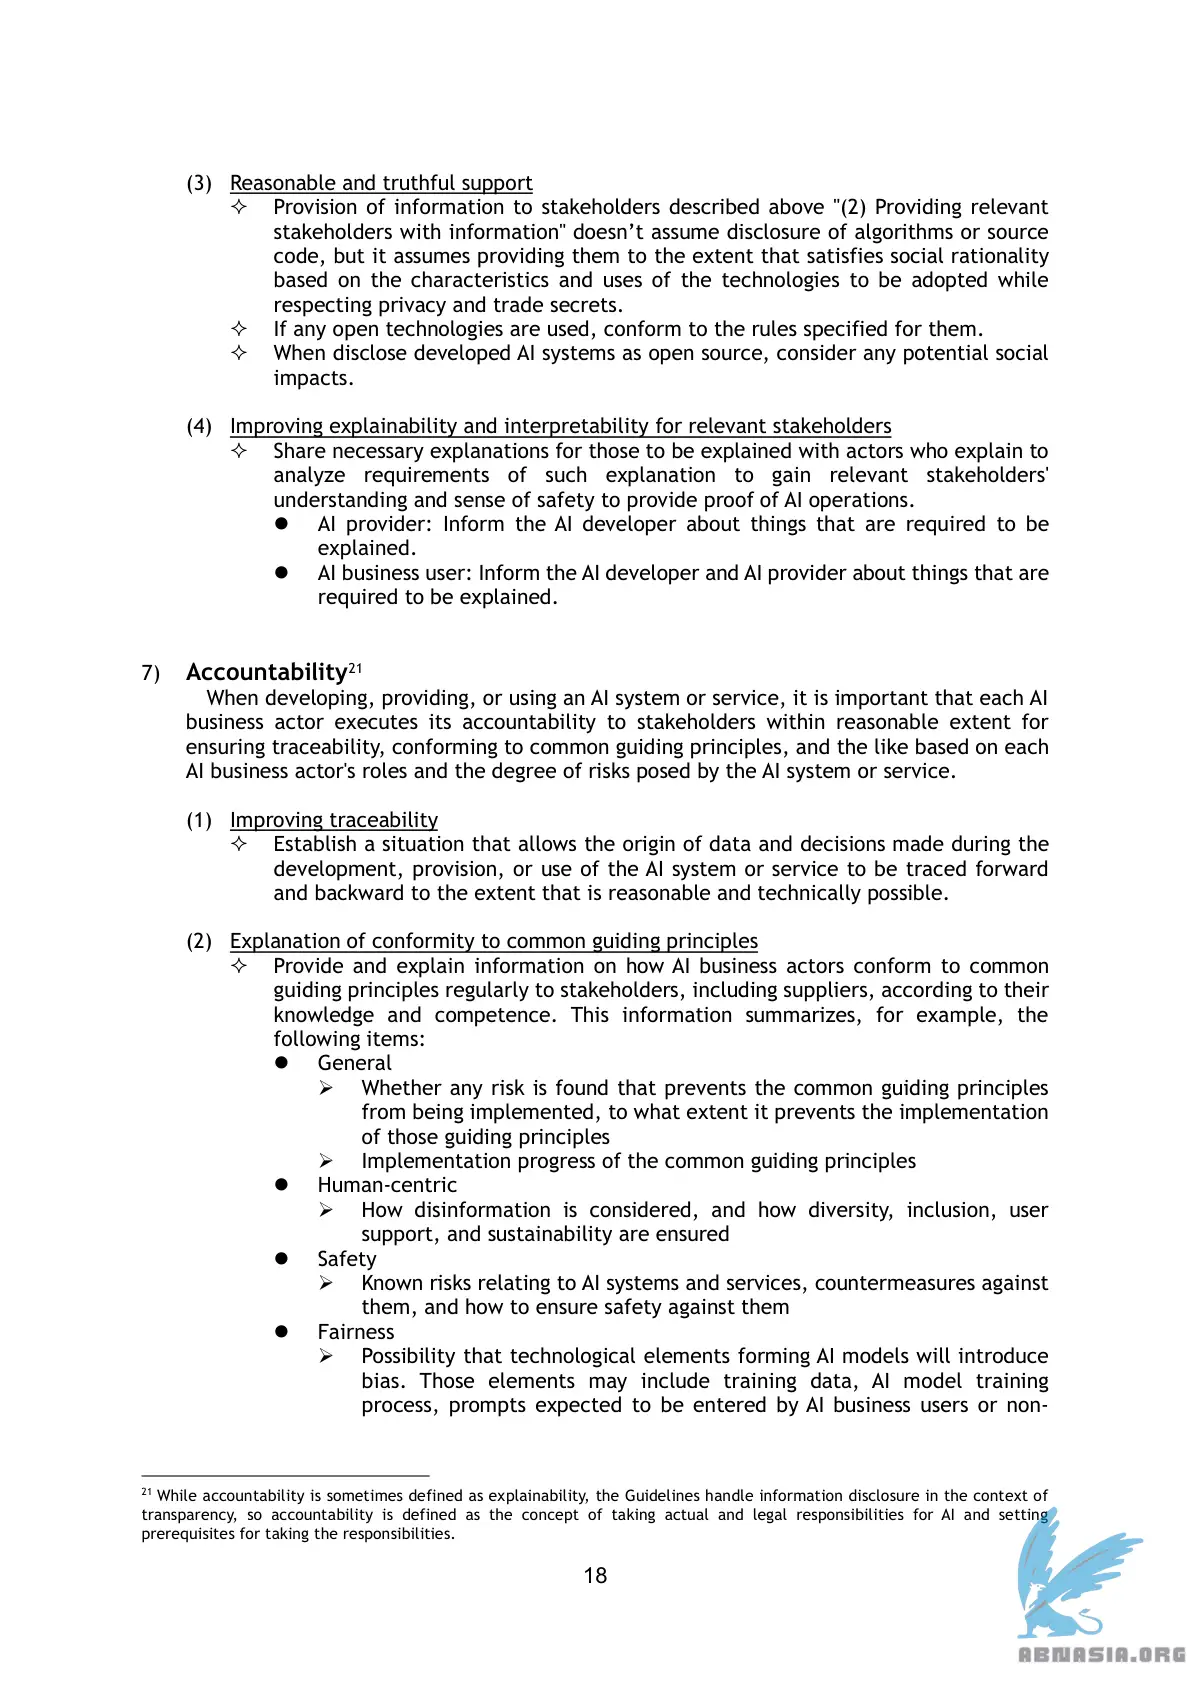 (3) Reasonable and truthful support
✧ Provision of information to stakeholders described above "(2) Providing relevant
stakeholders with information" doesn’t assume disclosure of algorithms or source
code, but it assumes providing them to the extent that satisfies social rationality
based on the characteristics and uses of the technologies to be adopted while
respecting privacy and trade secrets.
✧ If any open technologies are used, conform to the rules specified for them.
✧ When disclose developed AI systems as open source, consider any potential social
impacts.
(4) Improving explainability and interpretability for relevant stakeholders
✧ Share necessary explanations for those to be explained with actors who explain to
analyze requirements of such explanation to gain relevant stakeholders'
understanding and sense of safety to provide proof of AI operations.
● AI provider: Inform the AI developer about things that are required to be
explained.
● AI business user: Inform the AI developer and AI provider about things that are
required to be explained.
7) Accountability21
When developing, providing, or using an AI system or service, it is important that each AI
business actor executes its accountability to stakeholders within reasonable extent for
ensuring traceability, conforming to common guiding principles, and the like based on each
AI business actor's roles and the degree of risks posed by the AI system or service.
(1) Improving traceability
✧ Establish a situation that allows the origin of data and decisions made during the
development, provision, or use of the AI system or service to be traced forward
and backward to the extent that is reasonable and technically possible.
(2) Explanation of conformity to common guiding principles
✧ Provide and explain information on how AI business actors conform to common
guiding principles regularly to stakeholders, including suppliers, according to their
knowledge and competence. This information summarizes, for example, the
following items:
● General
➢ Whether any risk is found that prevents the common guiding principles
from being implemented, to what extent it prevents the implementation
of those guiding principles
➢ Implementation progress of the common guiding principles
● Human-centric
➢ How disinformation is considered, and how diversity, inclusion, user
support, and sustainability are ensured
● Safety
➢ Known risks relating to AI systems and services, countermeasures against
them, and how to ensure safety against them
● Fairness
➢ Possibility that technological elements forming AI models will introduce
bias. Those elements may include training data, AI model training
process, prompts expected to be entered by AI business users or non-
21 While accountability is sometimes defined as explainability, the Guidelines handle information disclosure in the context of
transparency, so accountability is defined as the concept of taking actual and legal responsibilities for AI and setting
prerequisites for taking the responsibilities.
18
ABNASIA.ORG